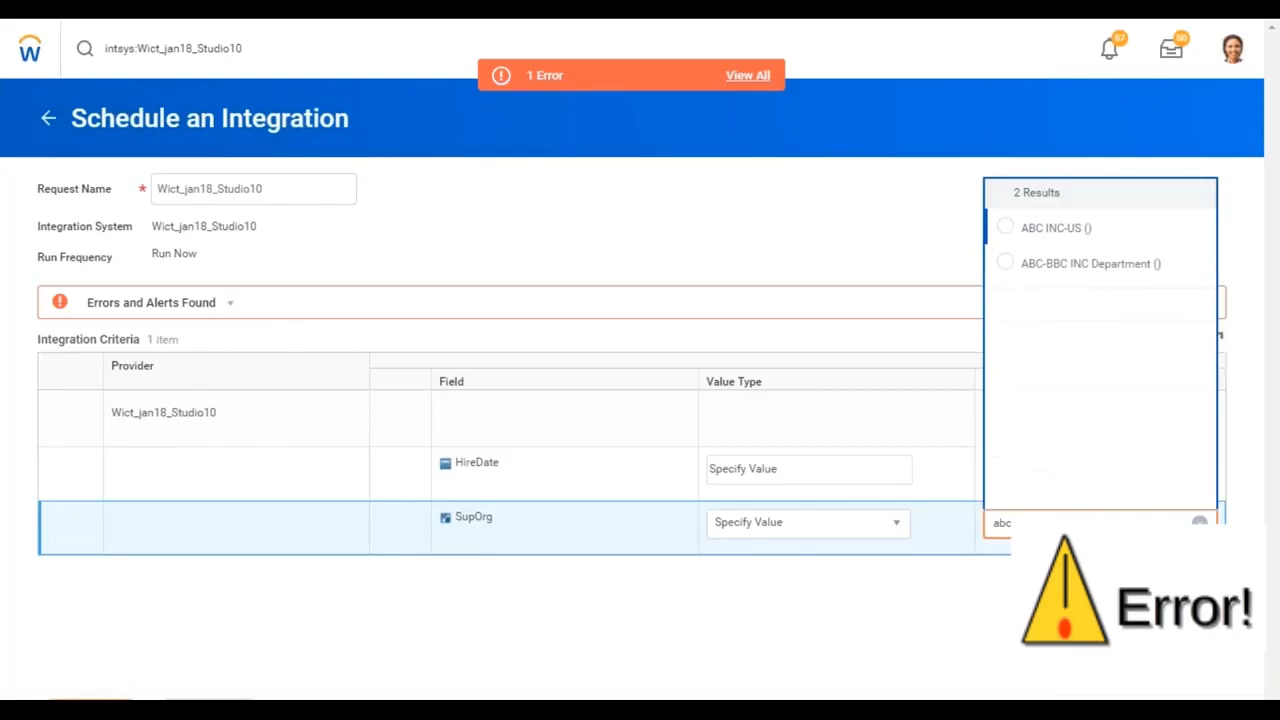 intsys:Wict_jan18_Studio10
57
50
1 Error
View All
Schedule an Integration
Request Name * Wict_jan18_Studio10
Integration System Wict_jan18_Studio10
Run Frequency Run Now
Errors and Alerts Found
Integration Criteria 1 item
Provider
Field
Value Type
Wict_jan18_Studio10
HireDate
Specify Value
SupOrg
Specify Value
2 Results
ABC INC-US ()
ABC-BBC INC Department ()
abc
Error!